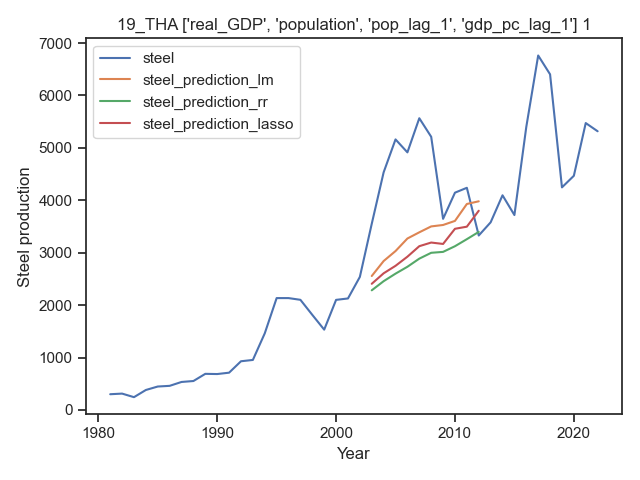 19_THA ['real_GDP', 'population', 'pop_lag_1', 'gdp_pc_lag_1'] 1
steel
steel_prediction_lm
steel_prediction_rr
steel_prediction_lasso
Steel production
7000
6000
5000
4000
3000
2000
1000
0
1980
1990
2000
2010
2020
Year